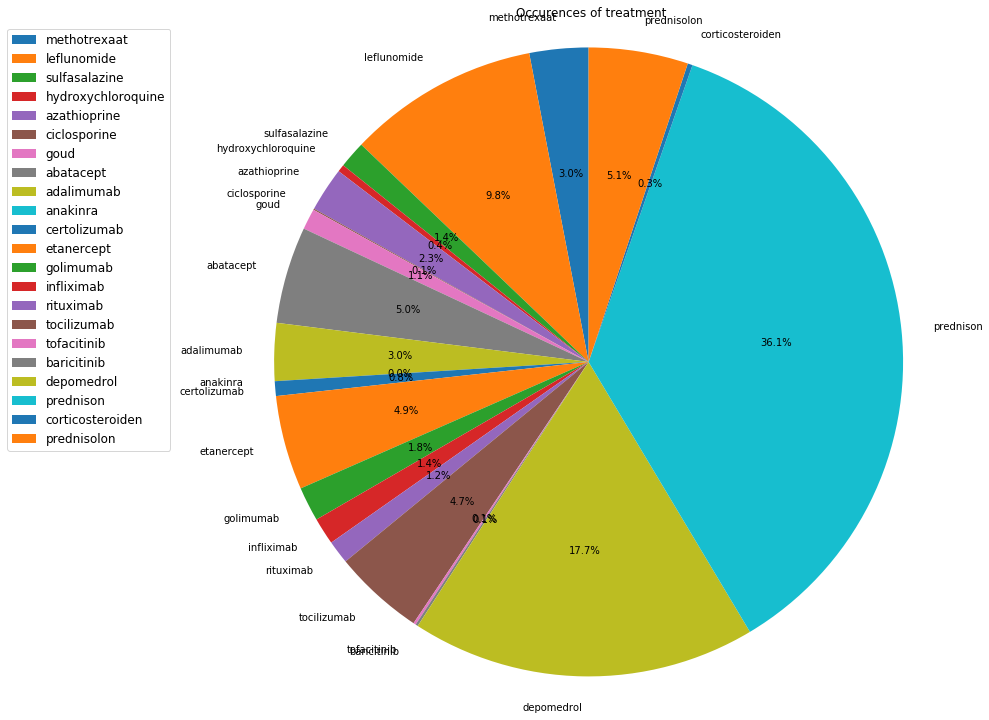 Occurences of treatment
methotrexaat
leflunomide
sulfasalazine
hydroxychloroquine
azathioprine
ciclosporine
goud
abatacept
adalimumab
anakinra
certolizumab
etanercept
golimumab
infliximab
rituximab
tocilizumab
tofacitinib
baricitinib
depomedrol
prednison
corticosteroiden
prednisolon
methotrexaat
prednisolon
corticosteroiden
leflunomide
sulfasalazine
hydroxychloroquine
azathioprine
ciclosporine
goud
abatacept
adalimumab
anakinra
certolizumab
etanercept
golimumab
infliximab
rituximab
tocilizumab
tofacitinib
baricitinib
depomedrol
prednison
3.0%
5.1%
0.3%
9.8%
1.4%
0.4%
2.3%
0.1%
1.1%
5.0%
3.0%
0.0%
0.8%
4.9%
1.8%
1.4%
1.2%
4.7%
0.1%
0.1%
17.7%
36.1%